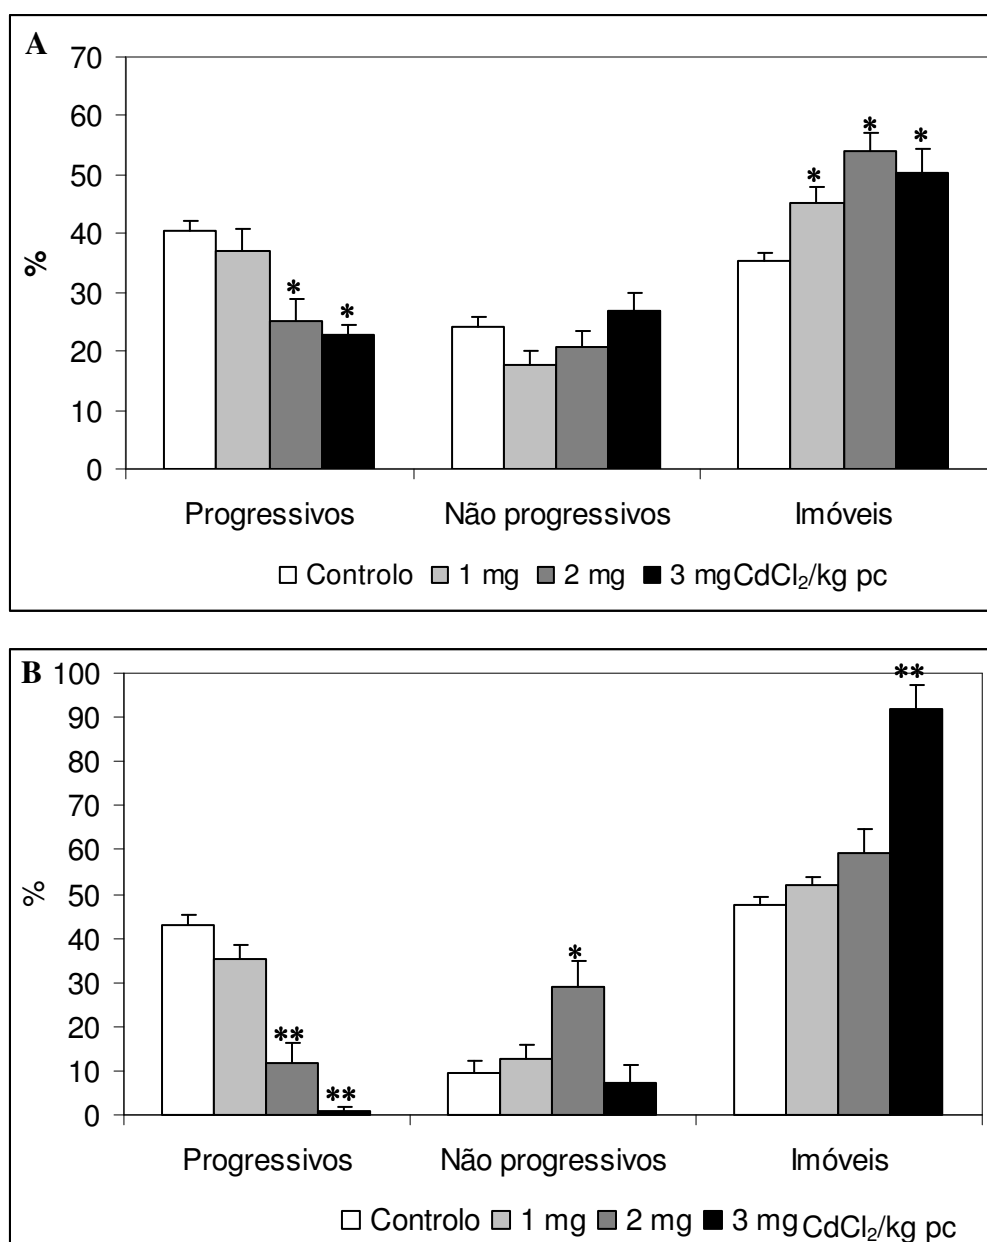 A
70
60
50
40
30
20
10
0
%
* * * * *
Progressivos Não progressivos Imóveis
Controlo 1 mg 2 mg 3 mg CdCl₂/kg pc
B
100
90
80
70
60
50
40
30
20
10
0
%
** ** * **
Progressivos Não progressivos Imóveis
Controlo 1 mg 2 mg 3 mg CdCl₂/kg pc